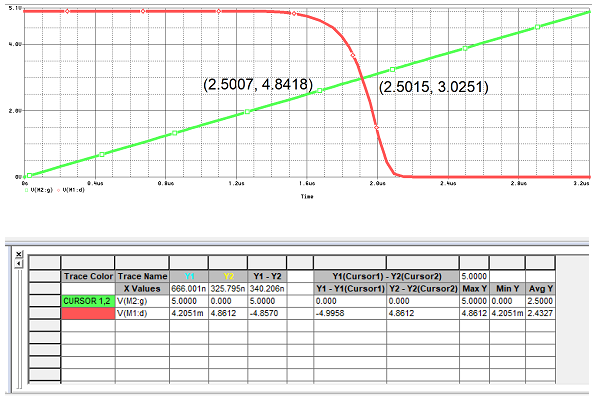 5.1U
4.0U
(2.5007, 4.8418)
(2.5015, 3.0251)
2.0U
0U
0s 0.4us 0.8us 1.2us 1.6us 2.0us 2.4us 2.8us 3.2us
V(M2:g) V(M1:d)
Time
Trace Color Trace Name Y1 Y2 Y1 - Y2 Y1(Cursor1) - Y2(Cursor2) 5.0000
X Values 666.001n 325.795n 340.206n Y1 - Y1(Cursor1) Y2 - Y2(Cursor2) Max Y Min Y Avg Y
CURSOR 1,2 V(M2:g) 5.0000 0.000 5.0000 0.000 0.000 5.0000 0.000 2.5000
V(M1:d) 4.2051m 4.8612 -4.8570 -4.9958 4.8612 4.8612 4.2051m 2.4327